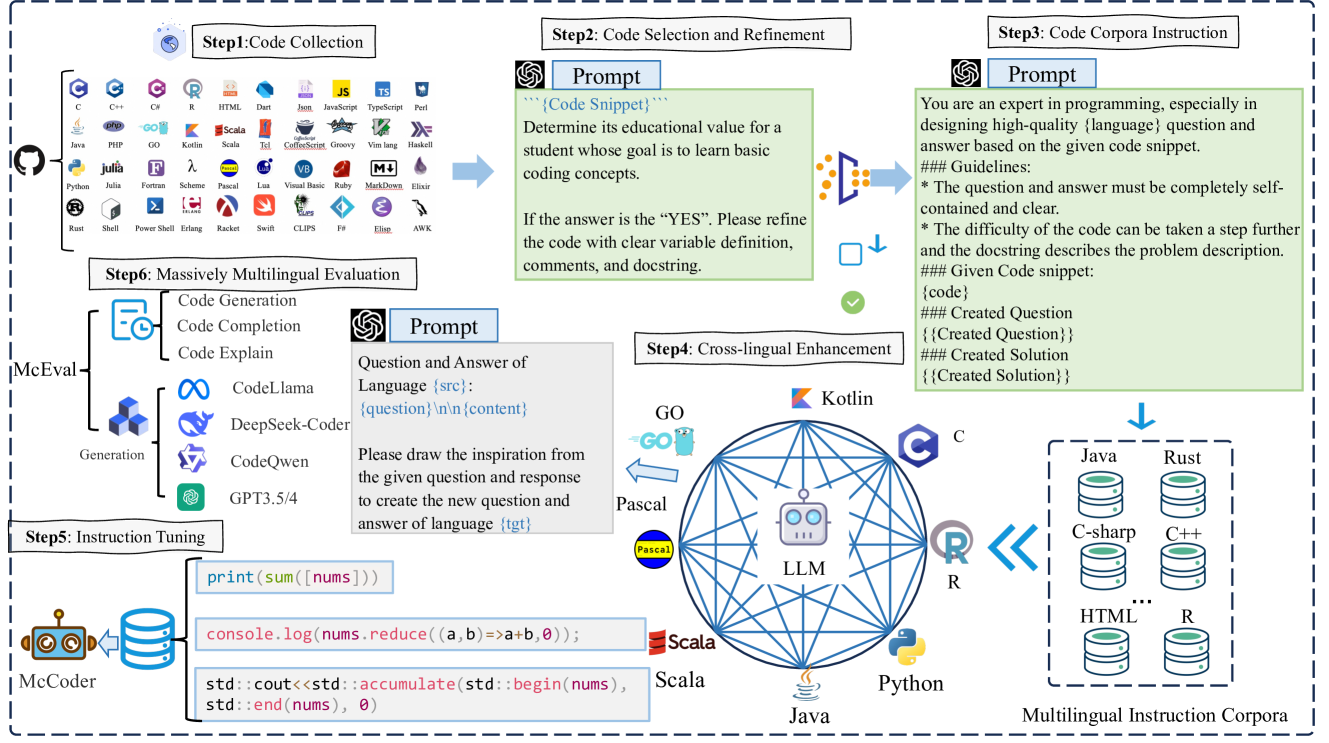 Step1:Code Collection
C C++ C# R HTML Dart Json JavaScript TypeScript Perl
Java PHP GO Kotlin Scala Tcl CoffeeScript Groovy Vim lang Haskell
Python Julia Fortran Scheme Pascal Lua Visual Basic Ruby MarkDown Elixir
Rust Shell Power Shell Erlang Racket Swift CLIPS F# Elisp AWK
Step2: Code Selection and Refinement
Prompt
```{Code Snippet}```
Determine its educational value for a
student whose goal is to learn basic
coding concepts.
If the answer is the “YES”. Please refine
the code with clear variable definition,
comments, and docstring.
Step3: Code Corpora Instruction
Prompt
You are an expert in programming, especially in
designing high-quality {language} question and
answer based on the given code snippet.
### Guidelines:
* The question and answer must be completely self-
contained and clear.
* The difficulty of the code can be taken a step further
and the docstring describes the problem description.
### Given Code snippet:
{code}
### Created Question
{{Created Question}}
### Created Solution
{{Created Solution}}
Java Rust
C-sharp C++
...
HTML R
Multilingual Instruction Corpora
Step4: Cross-lingual Enhancement
Kotlin
C
R
Python
Java
Scala
Scala
Pascal
Pascal
GO
GO
LLM
Prompt
Question and Answer of
Language {src}:
{question}\n\n{content}
Please draw the inspiration from
the given question and response
to create the new question and
answer of language {tgt}
Step5: Instruction Tuning
print(sum([nums]))
console.log(nums.reduce((a,b)=>a+b,0));
std::cout<<std::accumulate(std::begin(nums),
std::end(nums), 0)
McCoder
Step6: Massively Multilingual Evaluation
McEval
Code Generation
Code Completion
Code Explain
Generation
CodeLlama
DeepSeek-Coder
CodeQwen
GPT3.5/4